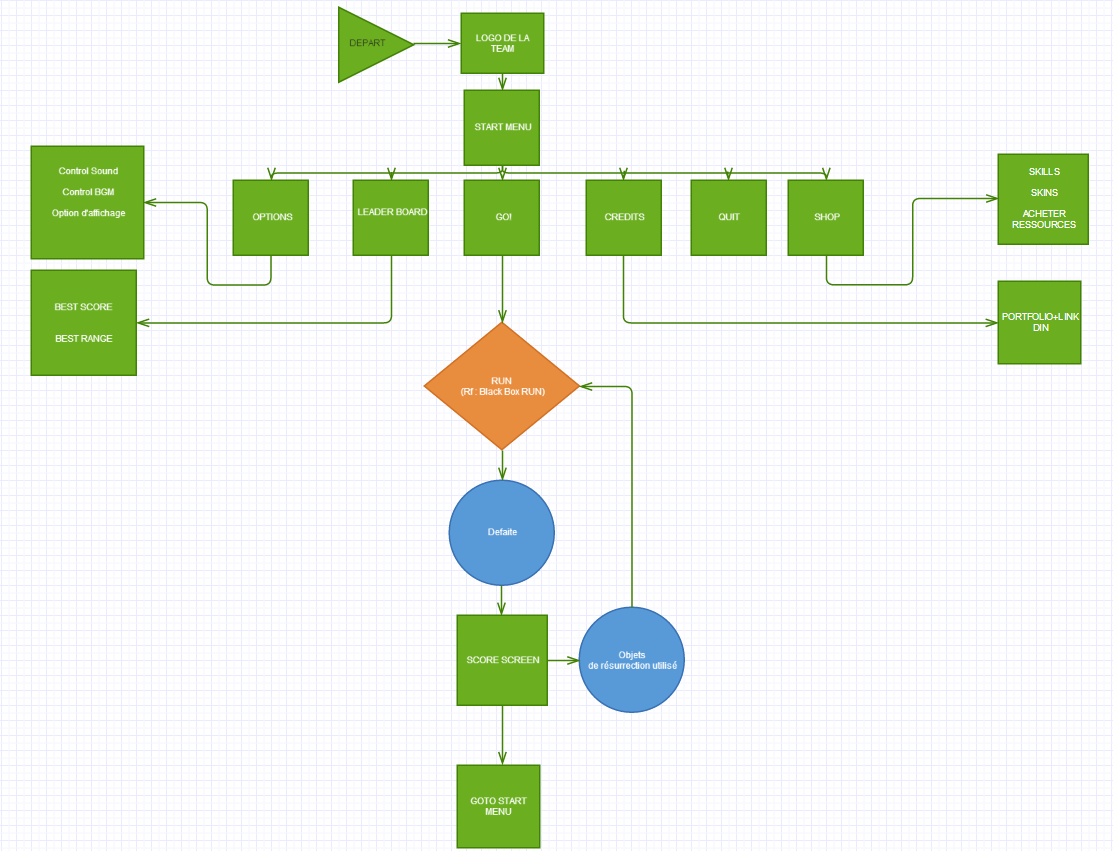 DEPART
LOGO DE LA
TEAM
START MENU
Control Sound
Control BGM
Option d'affichage
OPTIONS
LEADER BOARD
GO!
CREDITS
QUIT
SHOP
SKILLS
SKINS
ACHETER
RESSOURCES
BEST SCORE
BEST RANGE
PORTFOLIO+LINK
DIN
RUN
(Rf : Black Box RUN)
Defaite
SCORE SCREEN
Objets
de résurrection utilisé
GOTO START
MENU